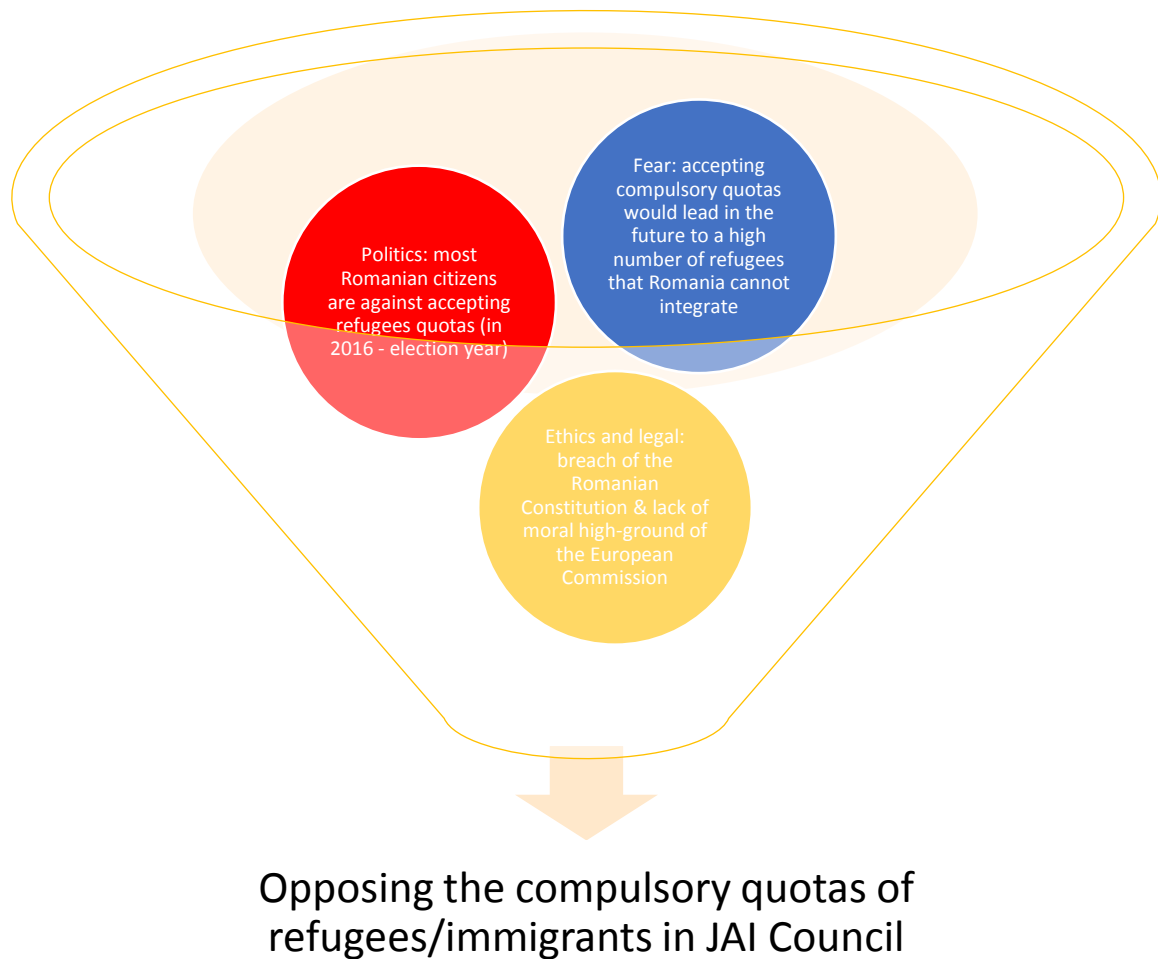 Fear: accepting
compulsory quotas
would lead in the
future to a high
number of refugees
that Romania cannot
integrate
Politics: most
Romanian citizens
are against accepting
refugees quotas (in
2016 - election year)
Ethics and legal:
breach of the
Romanian
Constitution & lack of
moral high-ground of
the European
Commission
Opposing the compulsory quotas of
refugees/immigrants in JAI Council